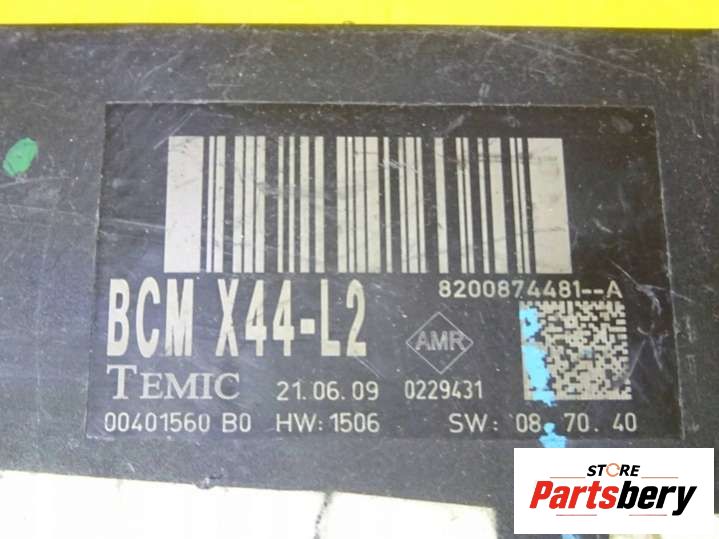 8200874481--A
BCM X44-L2
AMR
TEMIC 21.06.09 0229431
00401560 B0 HW:1506 SW: 08.70.40
STORE
Partsbery